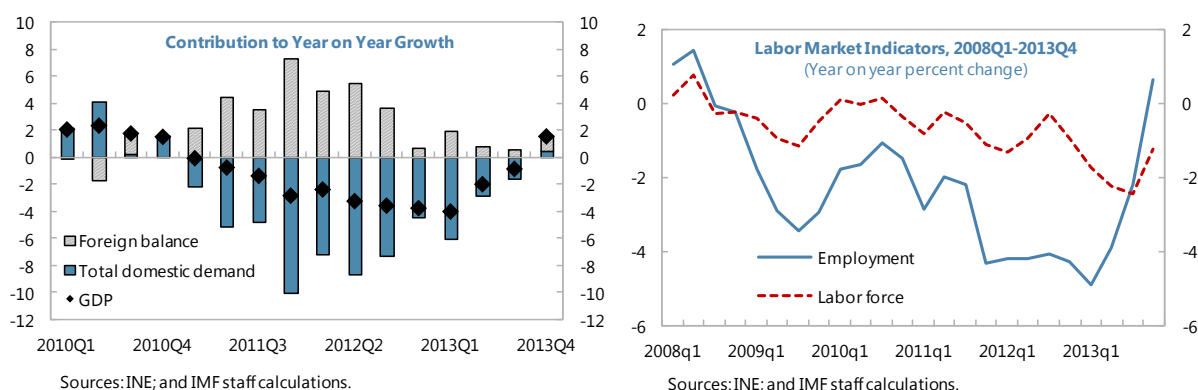 Contribution to Year on Year Growth
10
8
6
4
2
0
-2
-4
-6
-8
-10
-12
10
8
6
4
2
0
-2
-4
-6
-8
-10
-12
Foreign balance
Total domestic demand
GDP
2010Q1 2010Q4 2011Q3 2012Q2 2013Q1 2013Q4
Sources: INE; and IMF staff calculations.
Labor Market Indicators, 2008Q1-2013Q4
(Year on year percent change)
2
0
-2
-4
-6
2
0
-2
-4
-6
Employment
Labor force
2008q1 2009q1 2010q1 2011q1 2012q1 2013q1
Sources: INE; and IMF staff calculations.